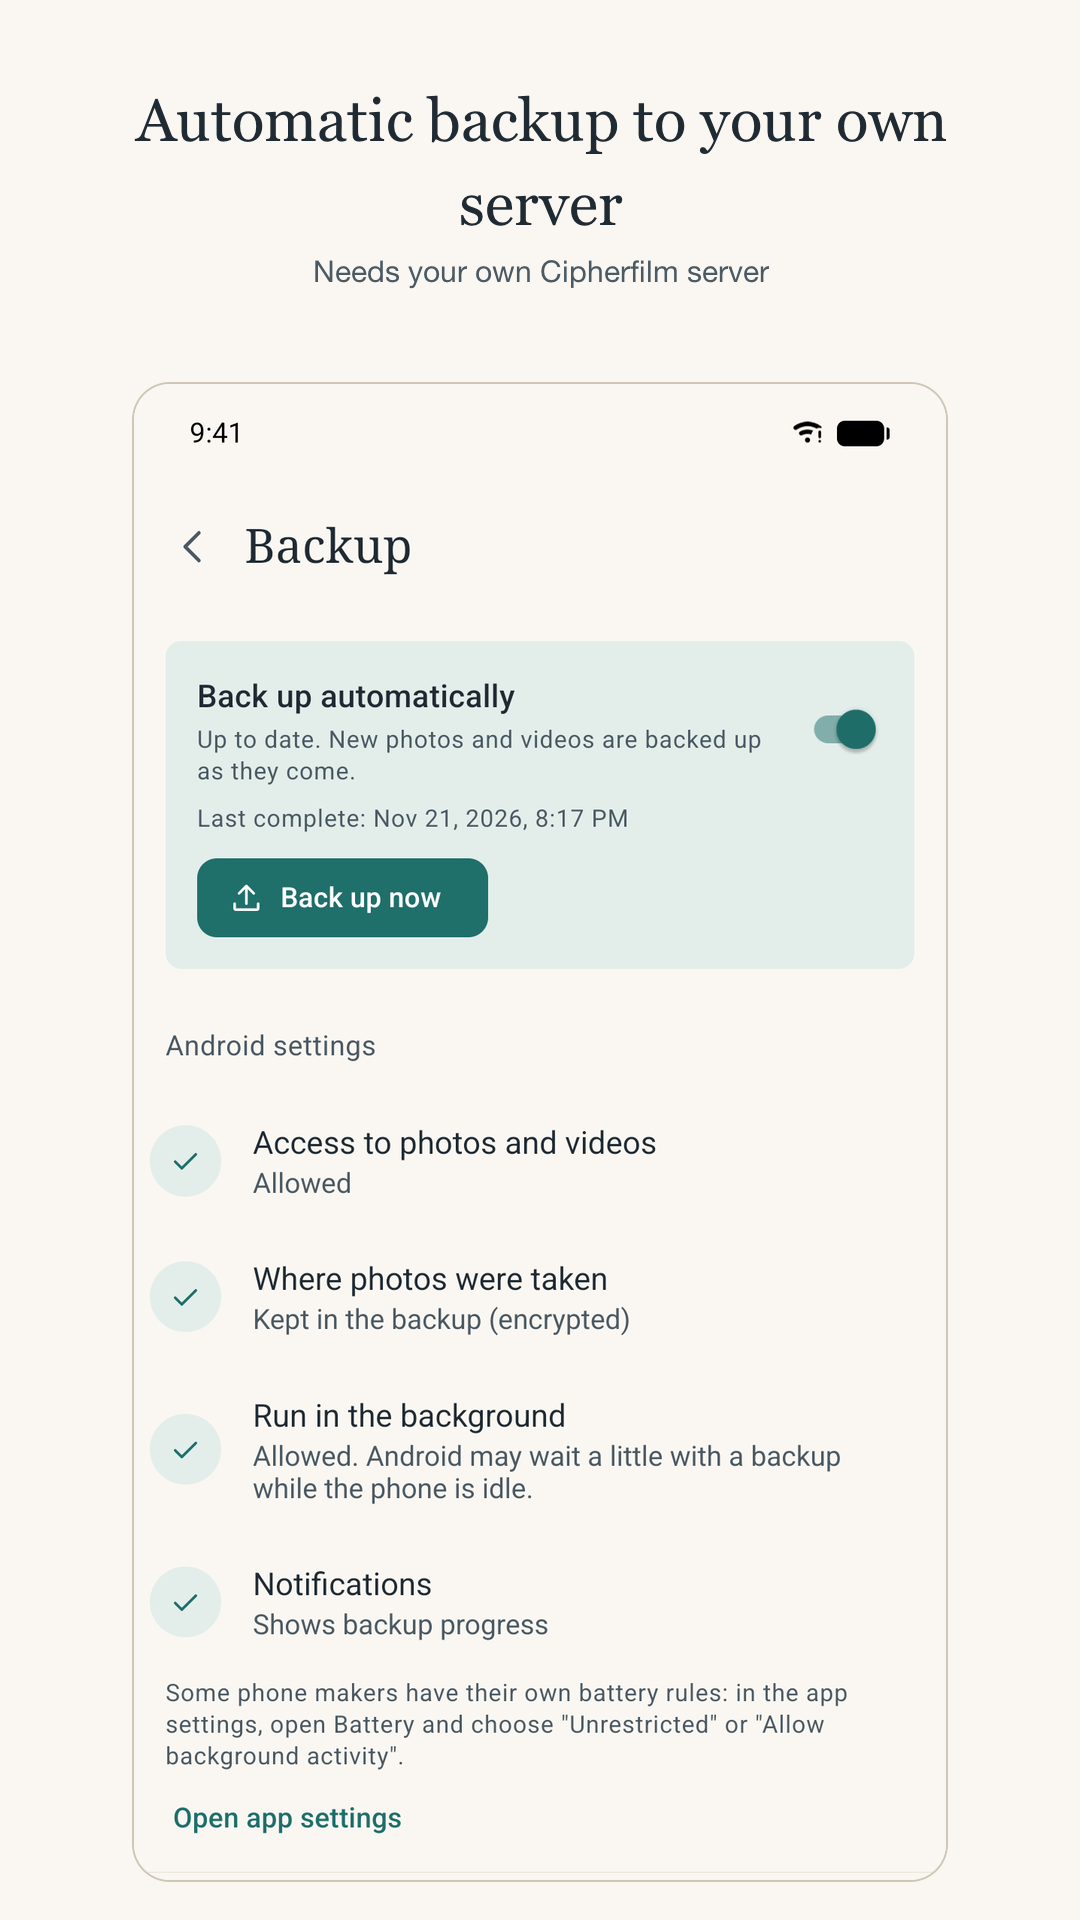 Automatic backup to your own
server
Needs your own Cipherfilm server
9:41
Backup
Back up automatically
Up to date. New photos and videos are backed up
as they come.
Last complete: Nov 21, 2026, 8:17 PM
Back up now
Android settings
Access to photos and videos
Allowed
Where photos were taken
Kept in the backup (encrypted)
Run in the background
Allowed. Android may wait a little with a backup
while the phone is idle.
Notifications
Shows backup progress
Some phone makers have their own battery rules: in the app
settings, open Battery and choose "Unrestricted" or "Allow
background activity".
Open app settings